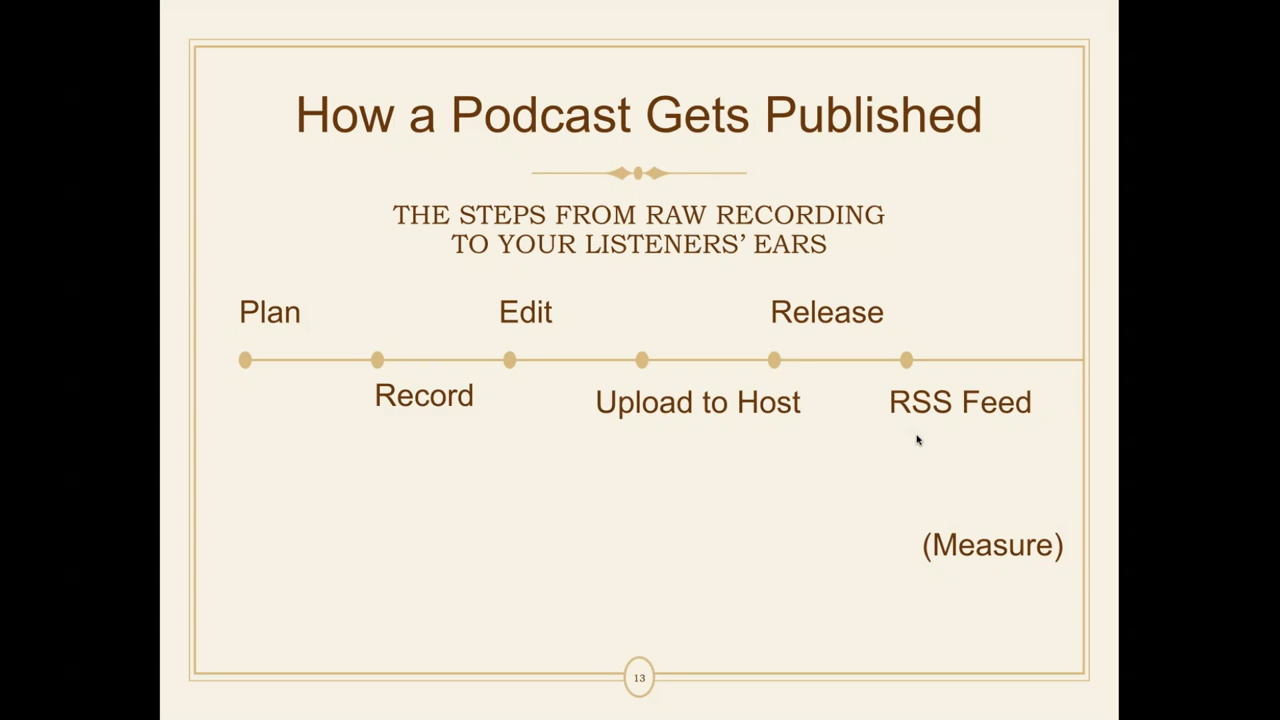 How a Podcast Gets Published
THE STEPS FROM RAW RECORDING
TO YOUR LISTENERS’ EARS
Plan
Record
Edit
Upload to Host
Release
RSS Feed
(Measure)
13